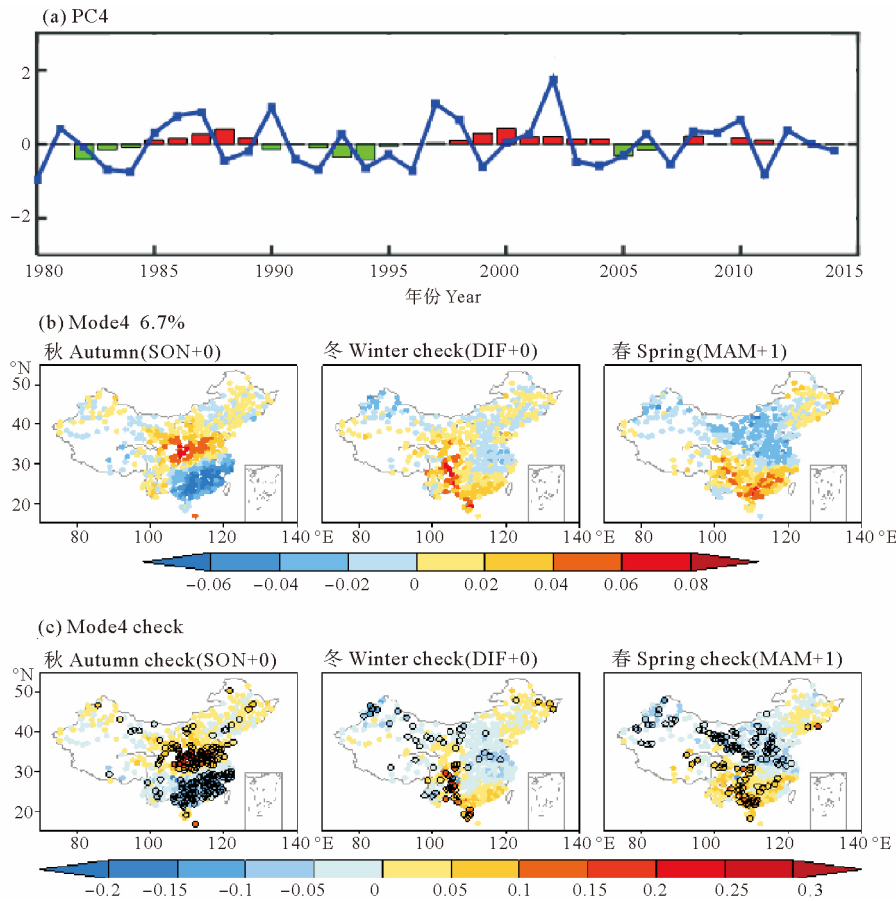 (a) PC4
2
0
−2
1980 1985 1990 1995 2000 2005 2010 2015
年份 Year
(b) Mode4 6.7%
秋 Autumn(SON+0) 冬 Winter check(DIF+0) 春 Spring(MAM+1)
°N
50
40
30
20
80 100 120 140 °E 80 100 120 140 °E 80 100 120 140 °E
−0.06 −0.04 −0.02 0 0.02 0.04 0.06 0.08
(c) Mode4 check
秋 Autumn check(SON+0) 冬 Winter check(DIF+0) 春 Spring check(MAM+1)
°N
50
40
30
20
80 100 120 140 °E 80 100 120 140 °E 80 100 120 140 °E
−0.2 −0.15 −0.1 −0.05 0 0.05 0.1 0.15 0.2 0.25 0.3